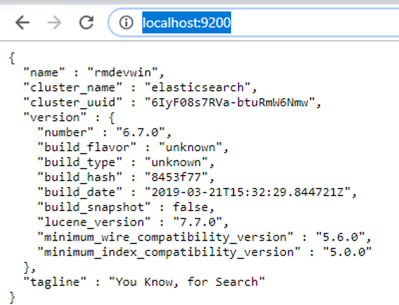 localhost:9200
{
  "name" : "rmdevwin",
  "cluster_name" : "elasticsearch",
  "cluster_uuid" : "6IyF08s7RVa-btuRmW6Nmw",
  "version" : {
    "number" : "6.7.0",
    "build_flavor" : "unknown",
    "build_type" : "unknown",
    "build_hash" : "8453f77",
    "build_date" : "2019-03-21T15:32:29.844721Z",
    "build_snapshot" : false,
    "lucene_version" : "7.7.0",
    "minimum_wire_compatibility_version" : "5.6.0",
    "minimum_index_compatibility_version" : "5.0.0"
  },
  "tagline" : "You Know, for Search"
}